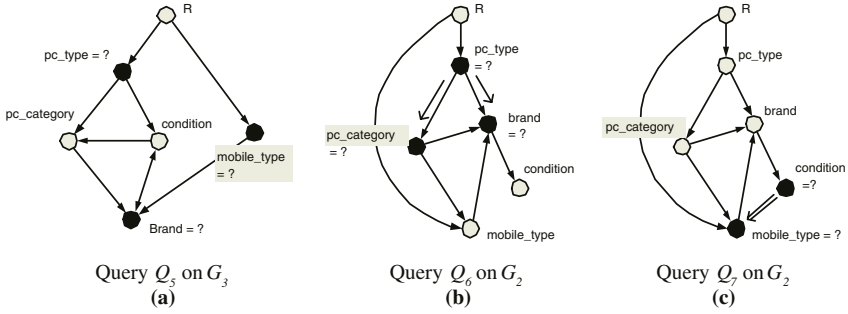 R
pc_type = ?
pc_category
condition
mobile_type
= ?
Brand = ?
Query Q5 on G3
(a)
R
pc_type
= ?
pc_category
= ?
brand
= ?
condition
mobile_type
Query Q6 on G2
(b)
R
pc_type
brand
pc_category
condition
=?
mobile_type = ?
Query Q7 on G2
(c)